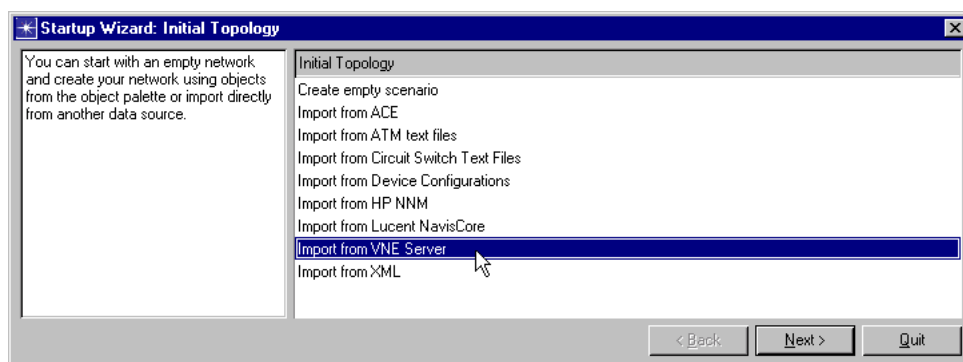 Startup Wizard: Initial Topology
You can start with an empty network
and create your network using objects
from the object palette or import directly
from another data source.
Initial Topology
Create empty scenario
Import from ACE
Import from ATM text files
Import from Circuit Switch Text Files
Import from Device Configurations
Import from HP NNM
Import from Lucent NavisCore
Import from VNE Server
Import from XML
< Back
Next >
Quit